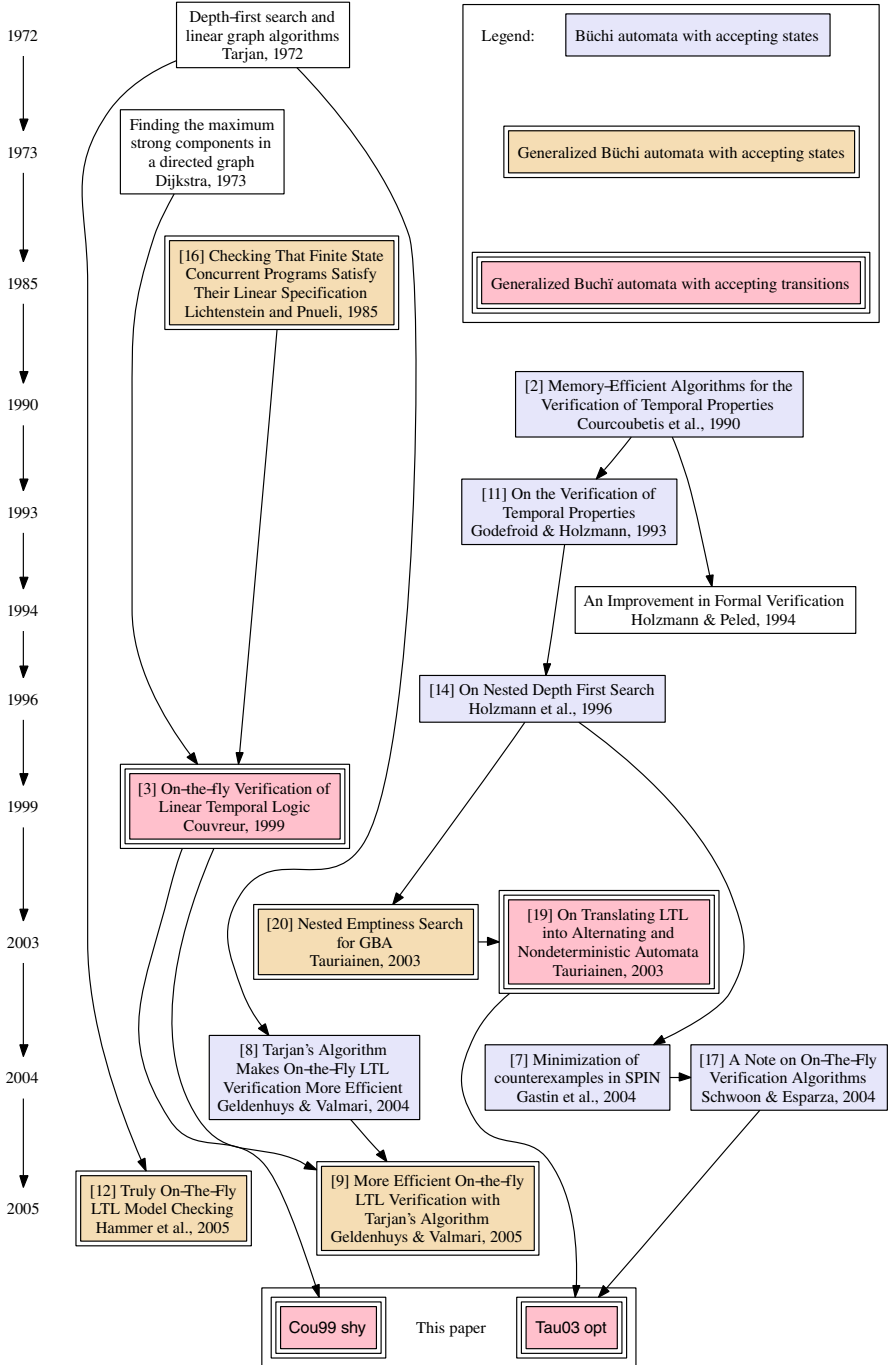 1972
Depth-first search and
linear graph algorithms
Tarjan, 1972
Legend:
Büchi automata with accepting states
1973
Finding the maximum
strong components in
a directed graph
Dijkstra, 1973
Generalized Büchi automata with accepting states
1985
[16] Checking That Finite State
Concurrent Programs Satisfy
Their Linear Specification
Lichtenstein and Pnueli, 1985
Generalized Buchï automata with accepting transitions
1990
[2] Memory-Efficient Algorithms for the
Verification of Temporal Properties
Courcoubetis et al., 1990
1993
[11] On the Verification of
Temporal Properties
Godefroid & Holzmann, 1993
1994
An Improvement in Formal Verification
Holzmann & Peled, 1994
1996
[14] On Nested Depth First Search
Holzmann et al., 1996
1999
[3] On-the-fly Verification of
Linear Temporal Logic
Couvreur, 1999
2003
[20] Nested Emptiness Search
for GBA
Tauriainen, 2003
[19] On Translating LTL
into Alternating and
Nondeterministic Automata
Tauriainen, 2003
2004
[8] Tarjan's Algorithm
Makes On-the-Fly LTL
Verification More Efficient
Geldenhuys & Valmari, 2004
[7] Minimization of
counterexamples in SPIN
Gastin et al., 2004
[17] A Note on On-The-Fly
Verification Algorithms
Schwoon & Esparza, 2004
2005
[12] Truly On-The-Fly
LTL Model Checking
Hammer et al., 2005
[9] More Efficient On-the-fly
LTL Verification with
Tarjan's Algorithm
Geldenhuys & Valmari, 2005
Cou99 shy
This paper
Tau03 opt